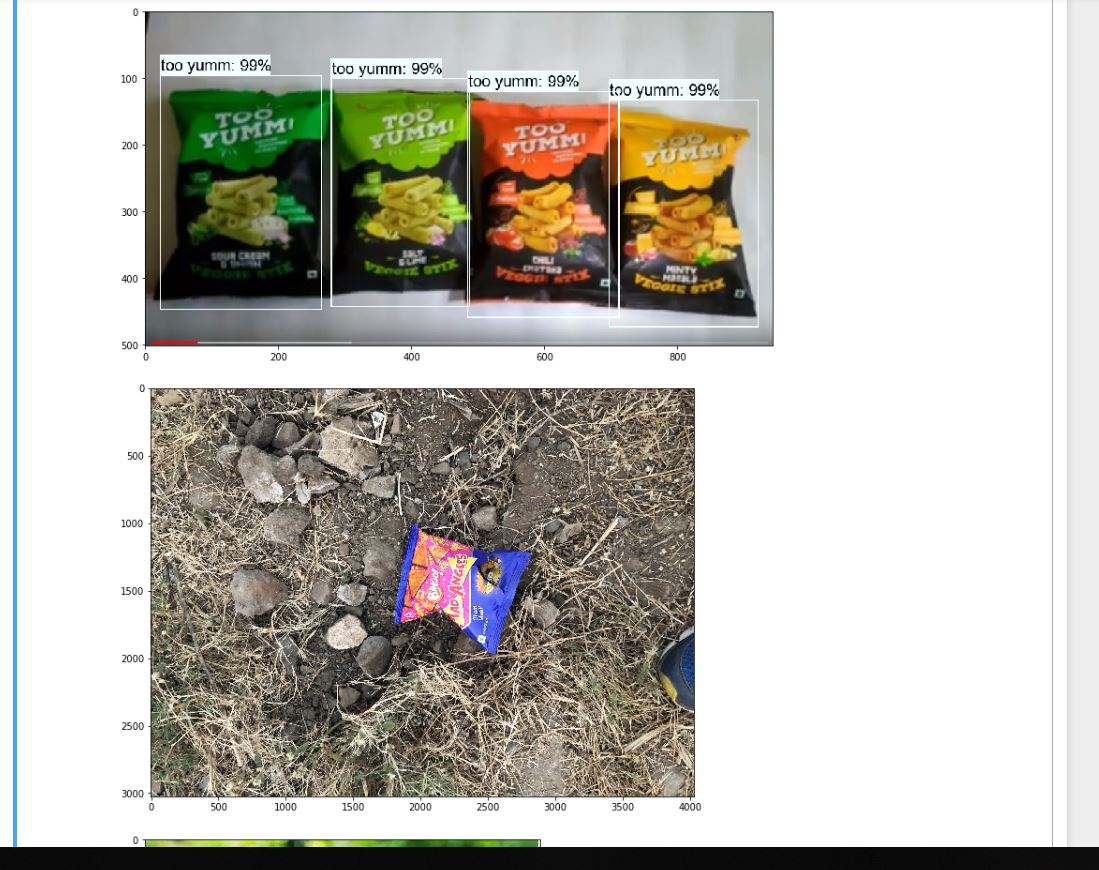 0
too yumm: 99%
too yumm: 99%
too yumm: 99%
too yumm: 99%
100
TOO
YUMM!
TOO
YUMM!
TOO
YUMM!
TOO
YUMM!
200
300
SOUR CREAM
& ONION
VEGGIE STIX
SALT
& LIME
VEGGIE STIX
CHILI
CHATAKA
VEGGIE STIX
MINTY
MASALA
VEGGIE STIX
400
500
0 200 400 600 800
0
500
1000
1500
2000
2500
3000
0 500 1000 1500 2000 2500 3000 3500 4000
0